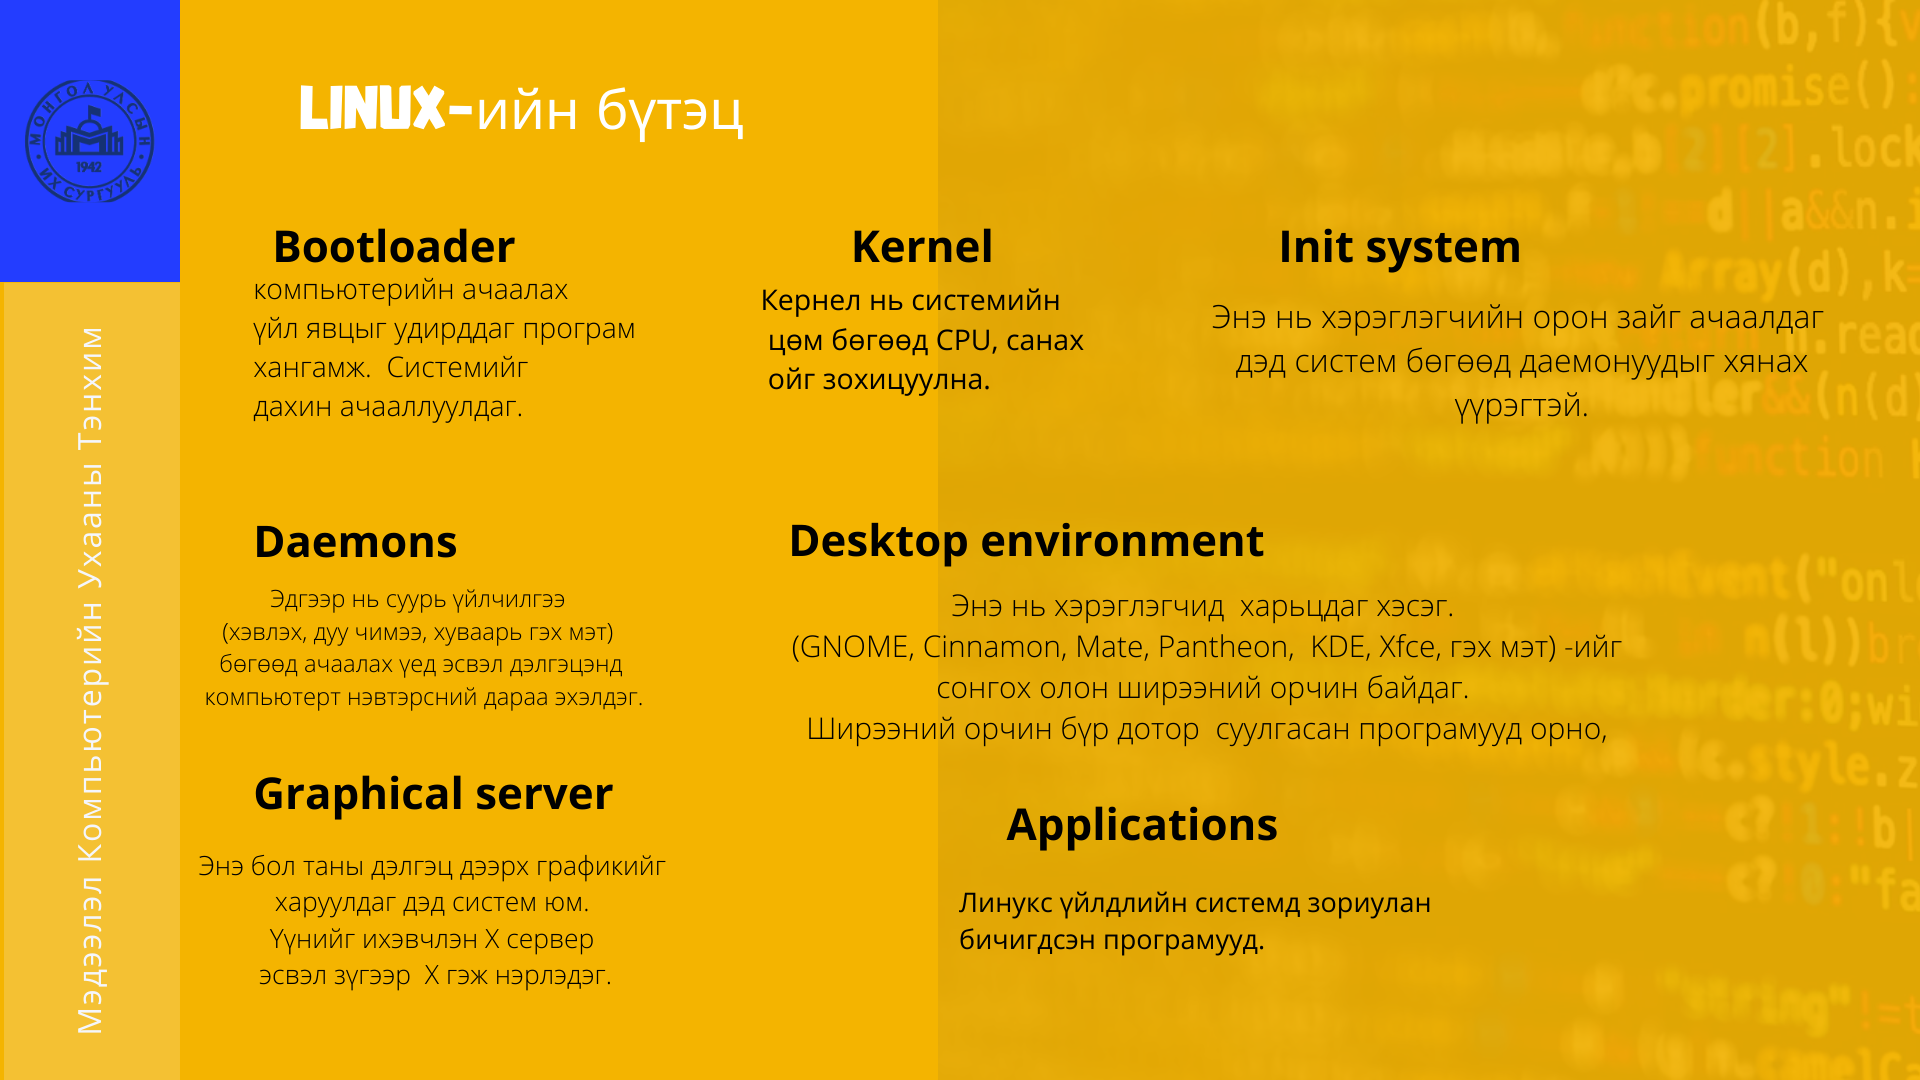 МОНГОЛ УЛСЫН
1942
ИХ СУРГУУЛЬ
Мэдээлэл Компьютерийн Ухааны Тэнхим
LINUX-ийн бүтэц
Bootloader
компьютерийн ачаалах
үйл явцыг удирддаг програм
хангамж. Системийг
дахин ачааллуулдаг.
Kernel
Кернел нь системийн
цөм бөгөөд CPU, санах
ойг зохицуулна.
Init system
Энэ нь хэрэглэгчийн орон зайг ачаалдаг
дэд систем бөгөөд даемонуудыг хянах
үүрэгтэй.
Daemons
Эдгээр нь суурь үйлчилгээ
(хэвлэх, дуу чимээ, хуваарь гэх мэт)
бөгөөд ачаалах үед эсвэл дэлгэцэнд
компьютерт нэвтэрсний дараа эхэлдэг.
Desktop environment
Энэ нь хэрэглэгчид харьцдаг хэсэг.
(GNOME, Cinnamon, Mate, Pantheon, KDE, Xfce, гэх мэт) -ийг
сонгох олон ширээний орчин байдаг.
Ширээний орчин бүр дотор суулгасан програмууд орно,
Graphical server
Энэ бол таны дэлгэц дээрх графикийг
харуулдаг дэд систем юм.
Үүнийг ихэвчлэн X сервер
эсвэл зүгээр X гэж нэрлэдэг.
Applications
Линукс үйлдлийн системд зориулан
бичигдсэн програмууд.
function(b,f){v
c.promise():
b[2][2].lock
d||a&&n.i
Array(d),k=
n.read
&&(n(d)
function
("onl
n(l))br
order:0;wi
(c.style.z
c?1:!b|
c?0:"fa
"string"!=t